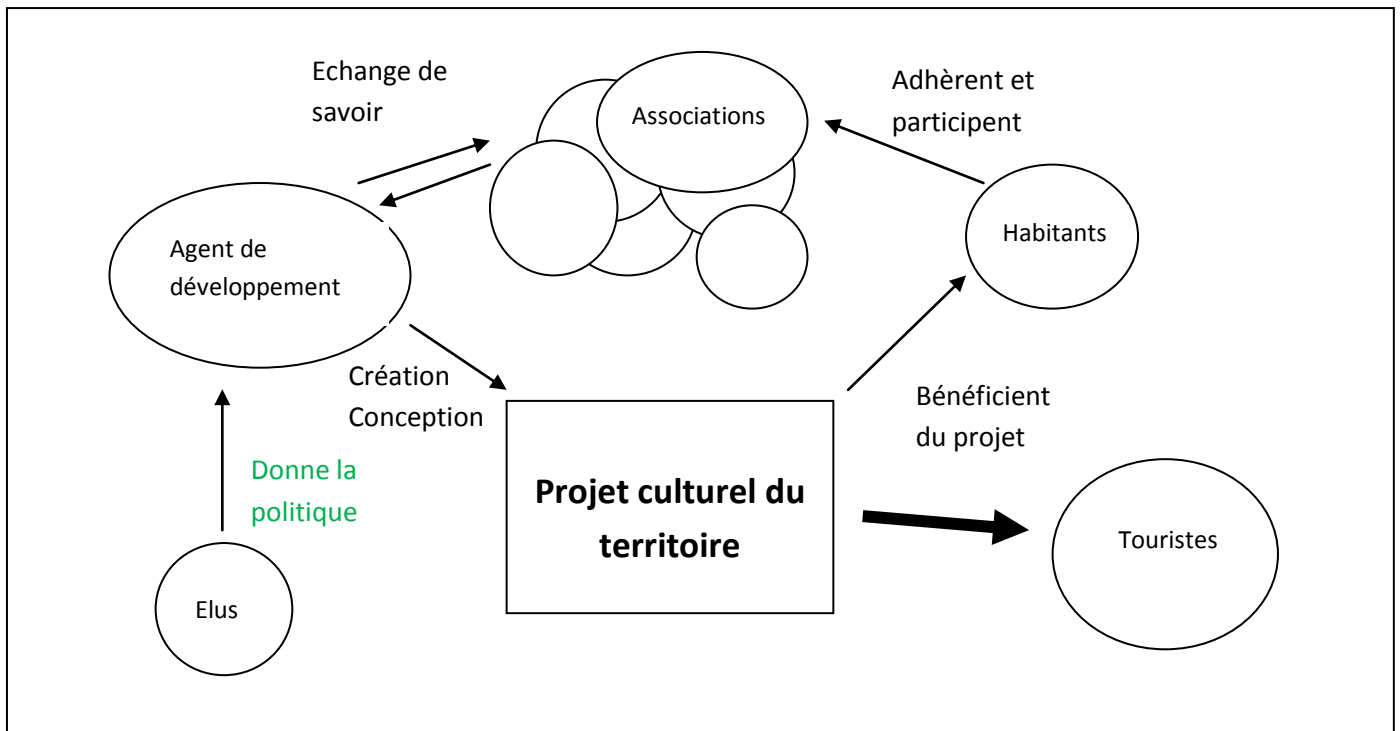 Echange de
savoir
Associations
Adhèrent et
participent
Habitants
Agent de
développement
Création
Conception
Bénéficient
du projet
Donne la
politique
Projet culturel du
territoire
Touristes
Elus